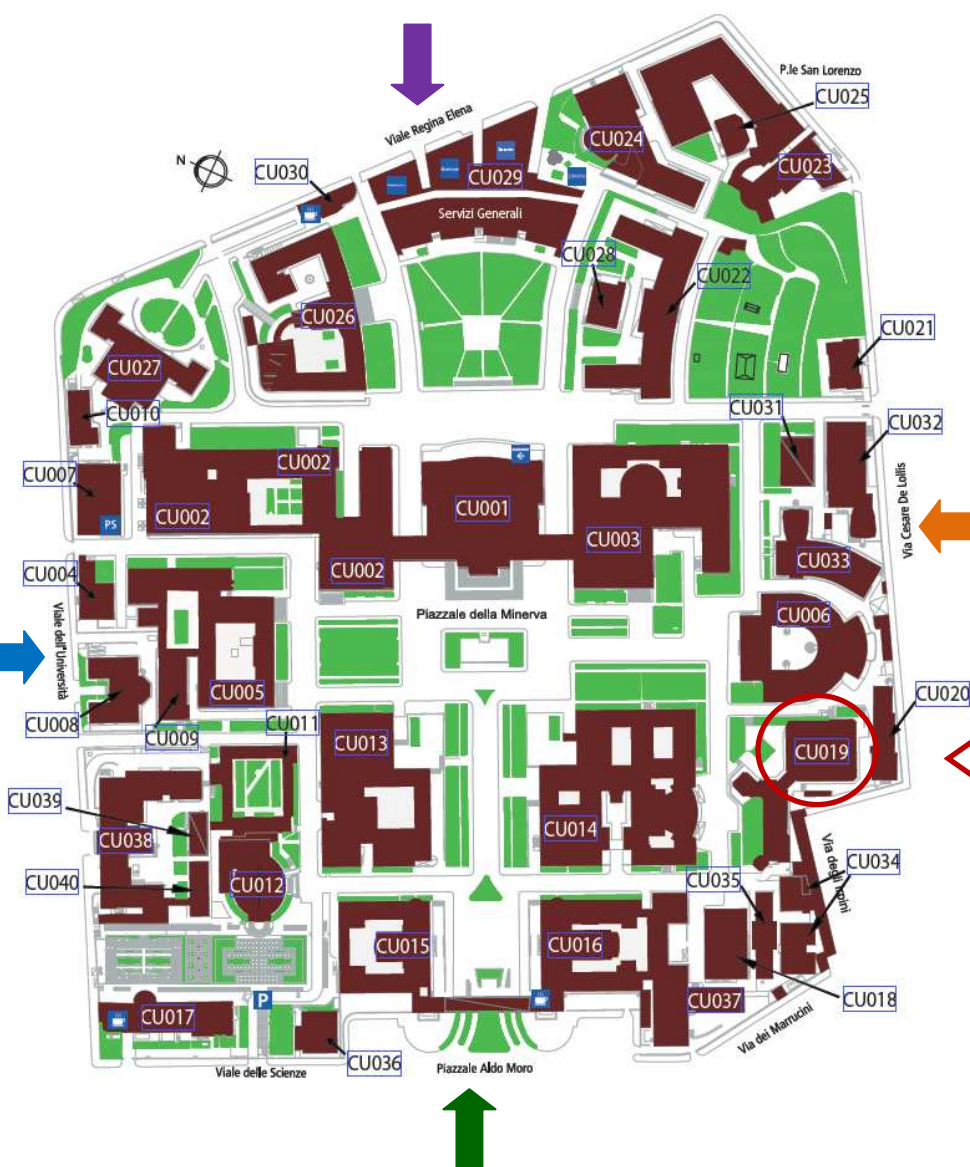 P.le San Lorenzo
CU025
Viale Regina Elena
CU024
N
CU023
CU030
CU029
Servizi Generali
CU028
CU022
CU026
CU021
CU027
CU031
CU010
CU032
CU002
CU007
CU001
CU002
PS
CU003
Via Cesare De Lollis
CU002
CU033
CU004
Piazzale della Minerva
CU006
Viale dell'Università
CU005
CU020
CU008
CU009
CU011
CU013
CU019
CU039
CU038
CU014
CU034
CU040
CU012
CU035
CU015
CU016
P
CU037
CU018
CU017
CU036
Viale delle Scienze
Piazzale Aldo Moro
Via dei Marrucini